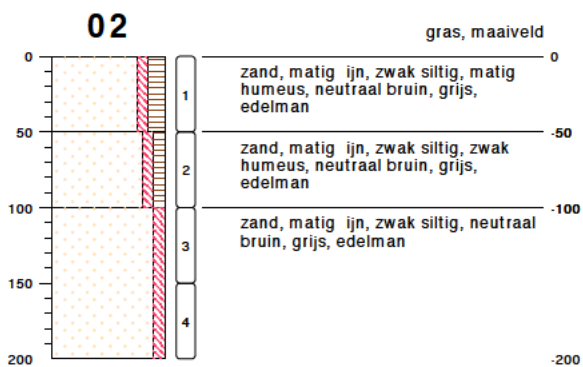 02
gras, maaiveld
0
0
zand, matig ijn, zwak siltig, matig
humeus, neutraal bruin, grijs,
edelman
1
50
-50
zand, matig ijn, zwak siltig, zwak
humeus, neutraal bruin, grijs,
edelman
2
100
-100
zand, matig ijn, zwak siltig, neutraal
bruin, grijs, edelman
3
150
4
200
-200